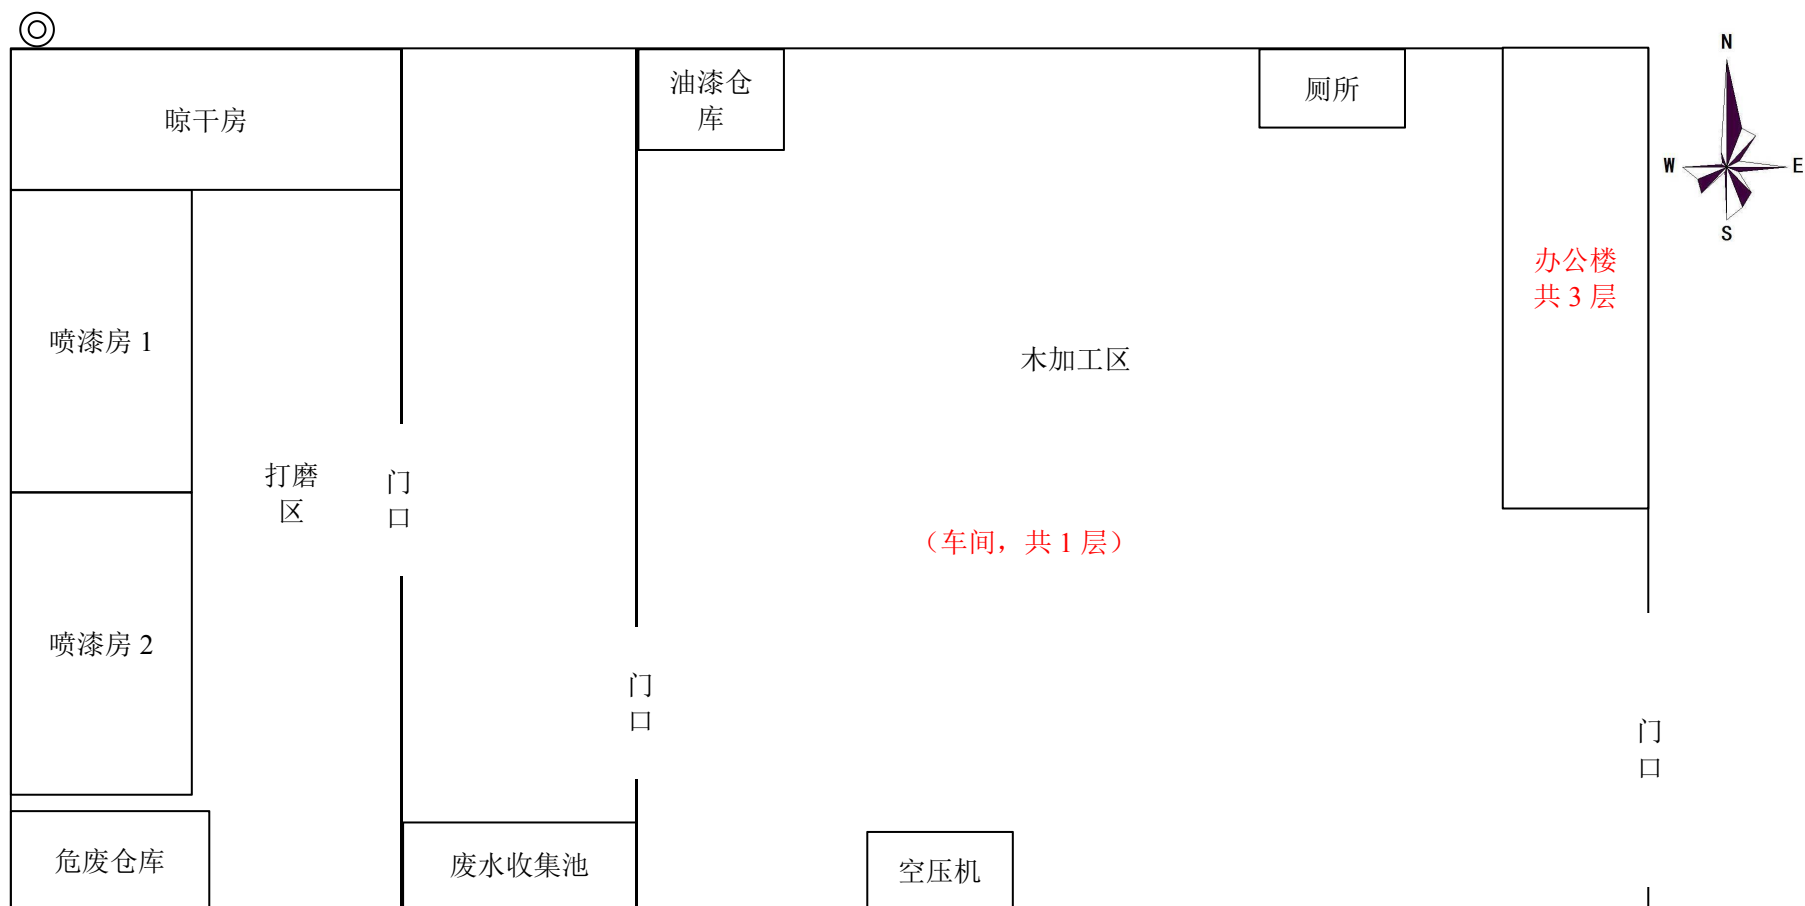 N
油漆仓
库
厕所
晾干房
W
E
S
办公楼
共 3 层
喷漆房 1
木加工区
打磨
区
门
口
（车间，共 1 层）
喷漆房 2
门
口
门
口
危废仓库
废水收集池
空压机